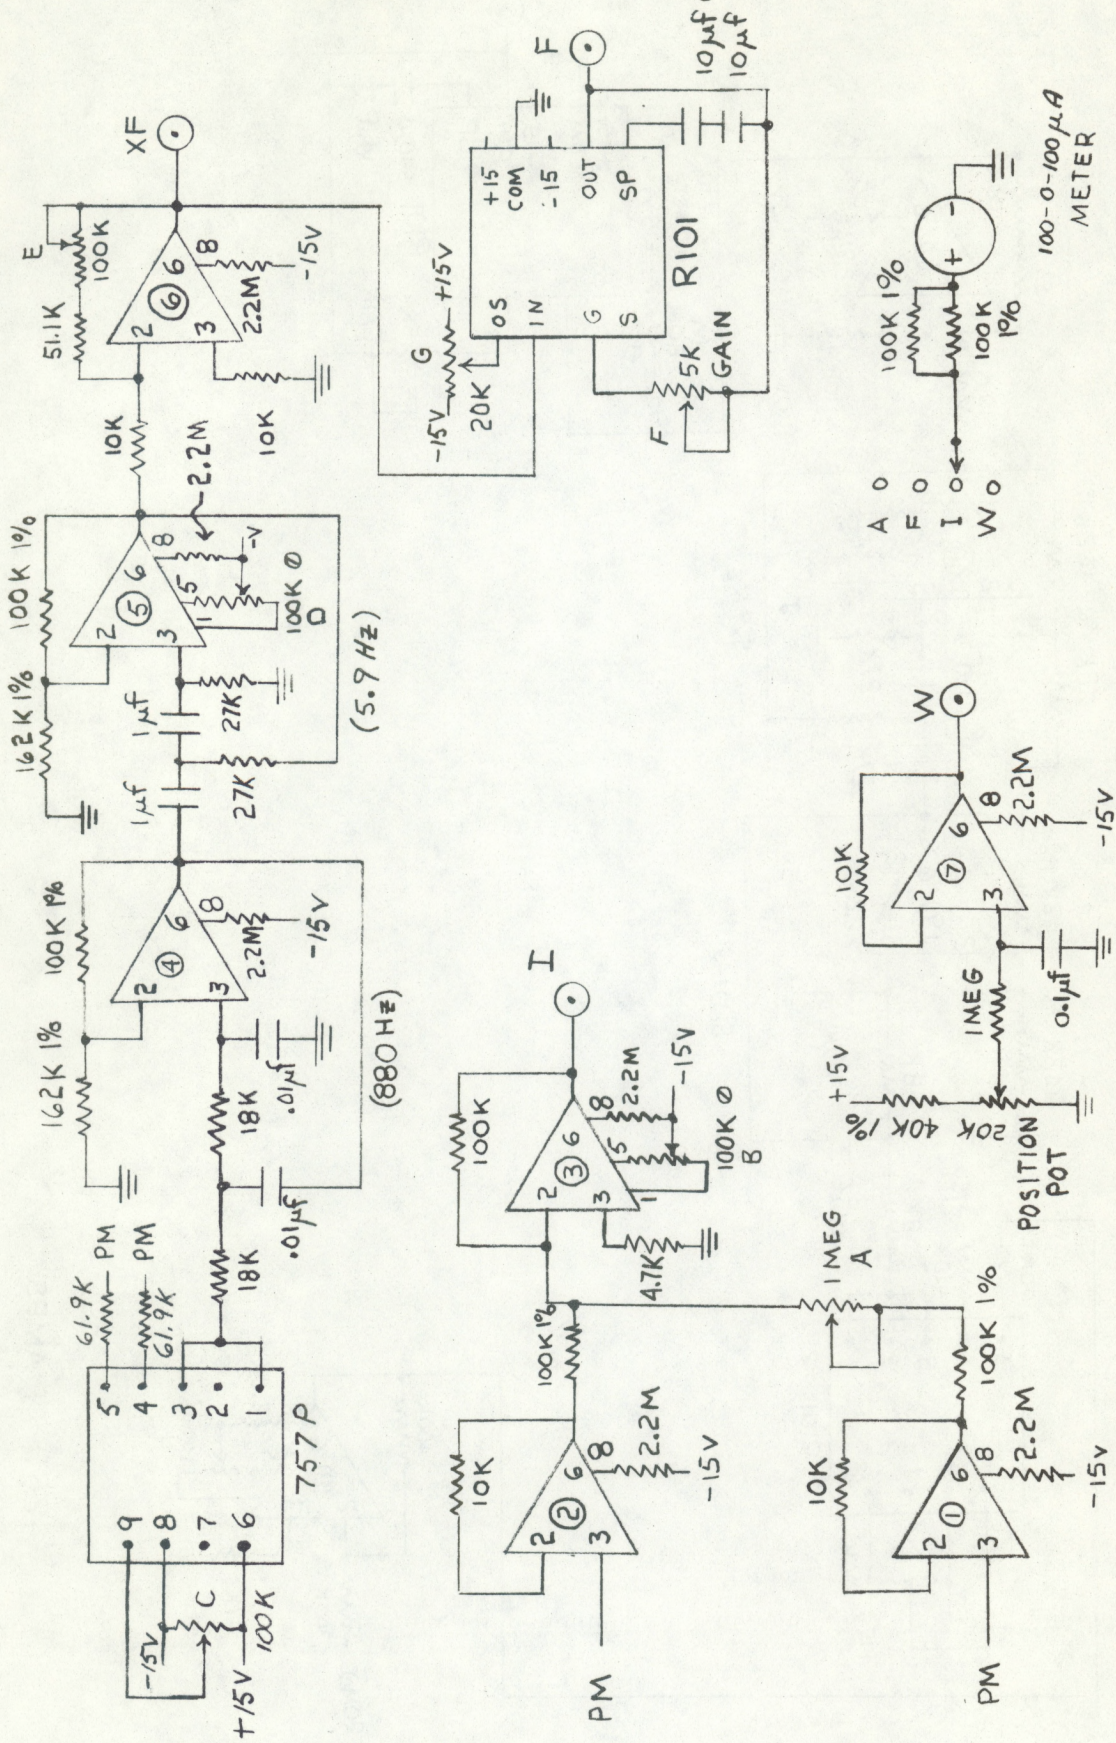 -15V
+15V
C
100K
9
8
7
6
5
4
3
2
1
757P
61.9K
PM
61.9K
PM
18K
.01μf
18K
.01μf
(880 Hz)
162K 1%
100K 1%
2
3
④
6
8
2.2M
-15V
1μf
1μf
27K
27K
162K 1%
100K 1%
2
3
⑤
6
8
2.2M
5
1
-V
100K Ø
D
(5.9 Hz)
10K
10K
51.1K
100K
E
2
3
⑥
6
8
2.2M
-15V
XF
-15V
G
+15V
20K
OS
IN
G
S
+15
COM
-15
OUT
SP
R101
F
5K
GAIN
F
10μf
10μf
PM
10K
2
3
②
6
8
2.2M
-15V
100K 1%
100K
2
3
③
6
8
2.2M
-15V
5
1
100K Ø
B
4.7K
I
1MEG
A
100K 1%
PM
10K
2
3
①
6
8
2.2M
-15V
+15V
40K 1%
20K
POSITION
POT
1MEG
0.1μf
10K
2
3
⑦
6
8
2.2M
-15V
W
A
F
I
W
100K 1%
100K
1%
+
-
100-0-100μA
METER